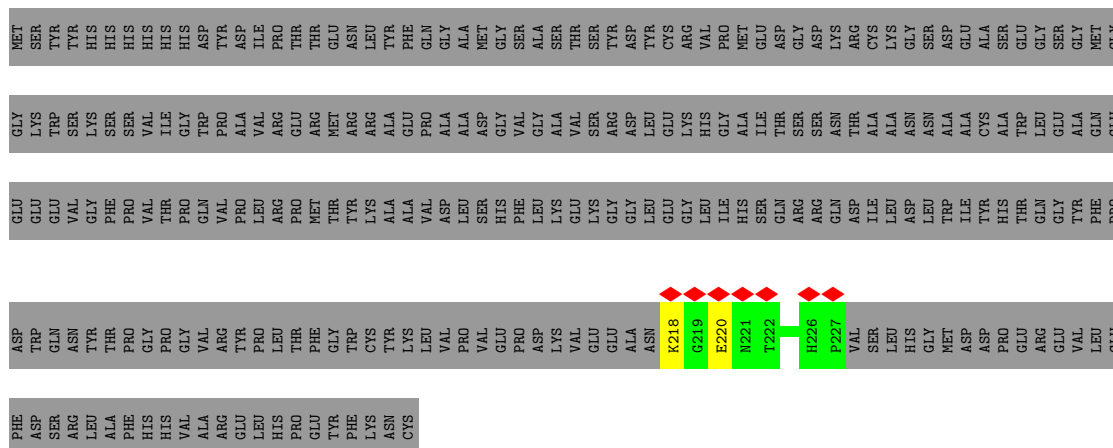 MET SER TYR TYR HIS HIS HIS HIS HIS HIS ASP TYR ASP ILE PRO THR THR GLU ASN LEU TYR PHE GLN GLY ALA MET GLY SER ALA SER THR SER TYR ASP TYR CYS ARG VAL PRO MET GLU ASP GLY ASP LYS ARG CYS LYS GLY SER ASP GLU ALA SER GLU GLY SER GLY MET
GLY LYS TRP SER LYS SER SER VAL ILE GLY TRP PRO ALA VAL ARG GLU ARG MET ARG ARG ALA GLU PRO ALA ALA ASP GLY VAL GLY ALA VAL SER ARG ASP LEU GLU LYS HIS GLY ALA ILE THR SER SER ASN THR ALA ALA ASN ASN ALA ALA CYS ALA TRP LEU GLU ALA GLN
GLU GLU GLU VAL GLY PHE PRO VAL THR PRO GLN VAL PRO LEU ARG PRO MET THR TYR LYS ALA ALA VAL ASP LEU SER HIS PHE LEU LYS GLU LYS GLY GLY LEU GLU GLY LEU ILE HIS SER GLN ARG ARG GLN ASP ILE LEU ASP LEU TRP ILE TYR HIS THR GLN GLY TYR PHE
ASP TRP GLN ASN TYR THR PRO GLY PRO GLY VAL ARG TYR PRO LEU THR PHE GLY TRP CYS TYR LYS LEU VAL PRO VAL GLU PRO ASP LYS VAL GLU GLU ALA ASN K218 G219 E220 N221 T222 H226 P227 VAL SER LEU HIS GLY MET ASP ASP PRO GLU ARG GLU VAL LEU
PHE ASP SER ARG LEU ALA PHE HIS HIS VAL ALA ARG GLU LEU HIS PRO GLU TYR PHE LYS ASN CYS